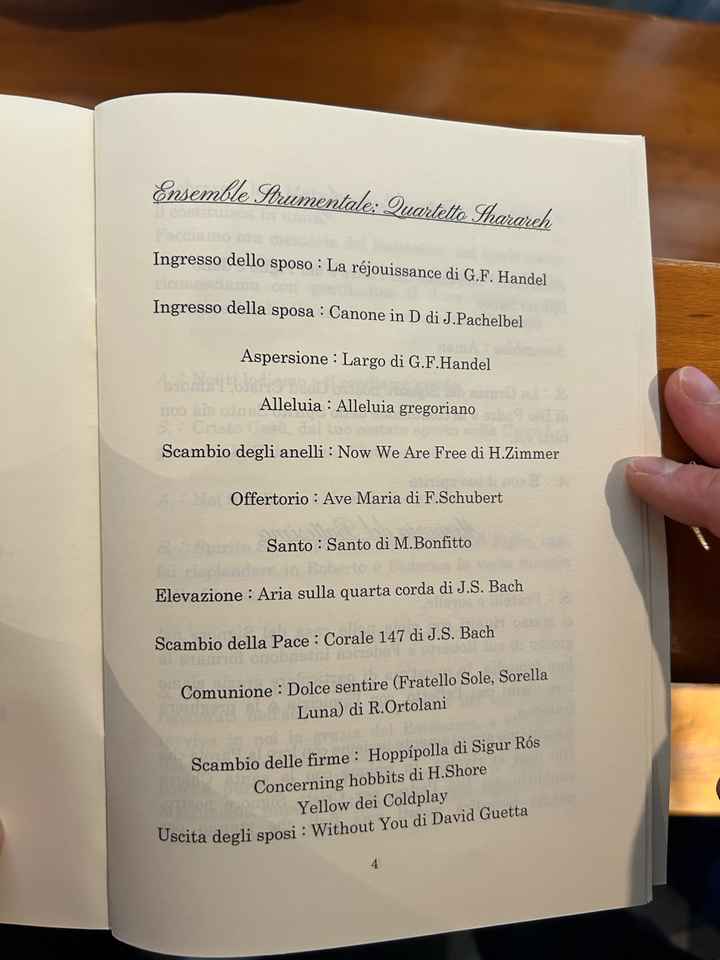 Ensemble Strumentale: Quartetto Sharareh
Ingresso dello sposo : La réjouissance di G.F. Handel
Ingresso della sposa : Canone in D di J.Pachelbel
Aspersione : Largo di G.F.Handel
Alleluia : Alleluia gregoriano
Scambio degli anelli : Now We Are Free di H.Zimmer
Offertorio : Ave Maria di F.Schubert
Santo : Santo di M.Bonfitto
Elevazione : Aria sulla quarta corda di J.S. Bach
Scambio della Pace : Corale 147 di J.S. Bach
Comunione : Dolce sentire (Fratello Sole, Sorella
Luna) di R.Ortolani
Scambio delle firme : Hoppípolla di Sigur Rós
Concerning hobbits di H.Shore
Yellow dei Coldplay
Uscita degli sposi : Without You di David Guetta
4